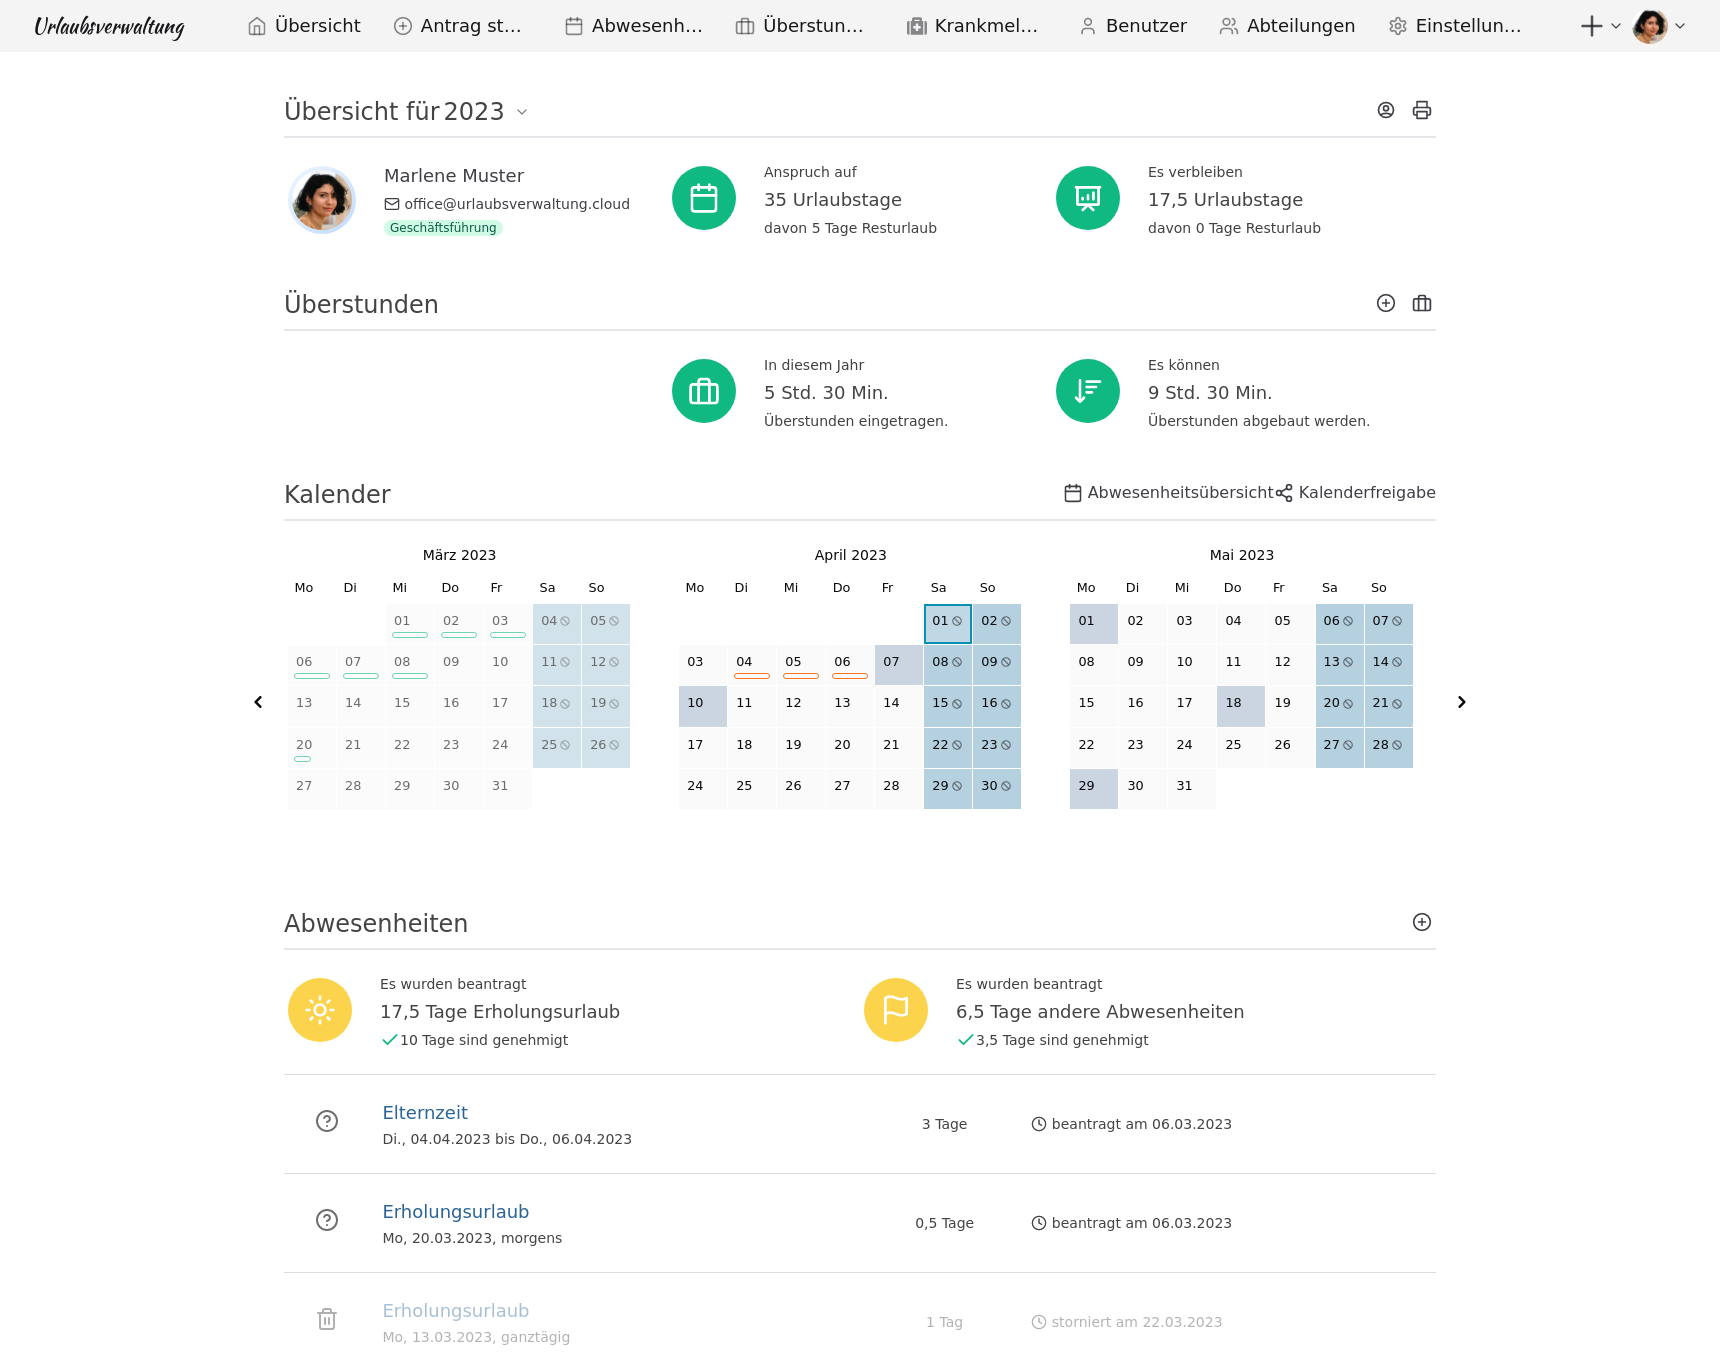 Urlaubsverwaltung Übersicht Antrag st… Abwesenh… Überstun… Krankmel… Benutzer Abteilungen Einstellun…
Übersicht für 2023
Marlene Muster
office@urlaubsverwaltung.cloud
Geschäftsführung
Anspruch auf
35 Urlaubstage
davon 5 Tage Resturlaub
Es verbleiben
17,5 Urlaubstage
davon 0 Tage Resturlaub
Überstunden
In diesem Jahr
5 Std. 30 Min.
Überstunden eingetragen.
Es können
9 Std. 30 Min.
Überstunden abgebaut werden.
Kalender Abwesenheitsübersicht Kalenderfreigabe
März 2023
Mo Di Mi Do Fr Sa So
01 02 03 04 05
06 07 08 09 10 11 12
13 14 15 16 17 18 19
20 21 22 23 24 25 26
27 28 29 30 31
April 2023
Mo Di Mi Do Fr Sa So
01 02
03 04 05 06 07 08 09
10 11 12 13 14 15 16
17 18 19 20 21 22 23
24 25 26 27 28 29 30
Mai 2023
Mo Di Mi Do Fr Sa So
01 02 03 04 05 06 07
08 09 10 11 12 13 14
15 16 17 18 19 20 21
22 23 24 25 26 27 28
29 30 31
Abwesenheiten
Es wurden beantragt
17,5 Tage Erholungsurlaub
10 Tage sind genehmigt
Es wurden beantragt
6,5 Tage andere Abwesenheiten
3,5 Tage sind genehmigt
Elternzeit
Di., 04.04.2023 bis Do., 06.04.2023
3 Tage
beantragt am 06.03.2023
Erholungsurlaub
Mo, 20.03.2023, morgens
0,5 Tage
beantragt am 06.03.2023
Erholungsurlaub
Mo, 13.03.2023, ganztägig
1 Tag
storniert am 22.03.2023